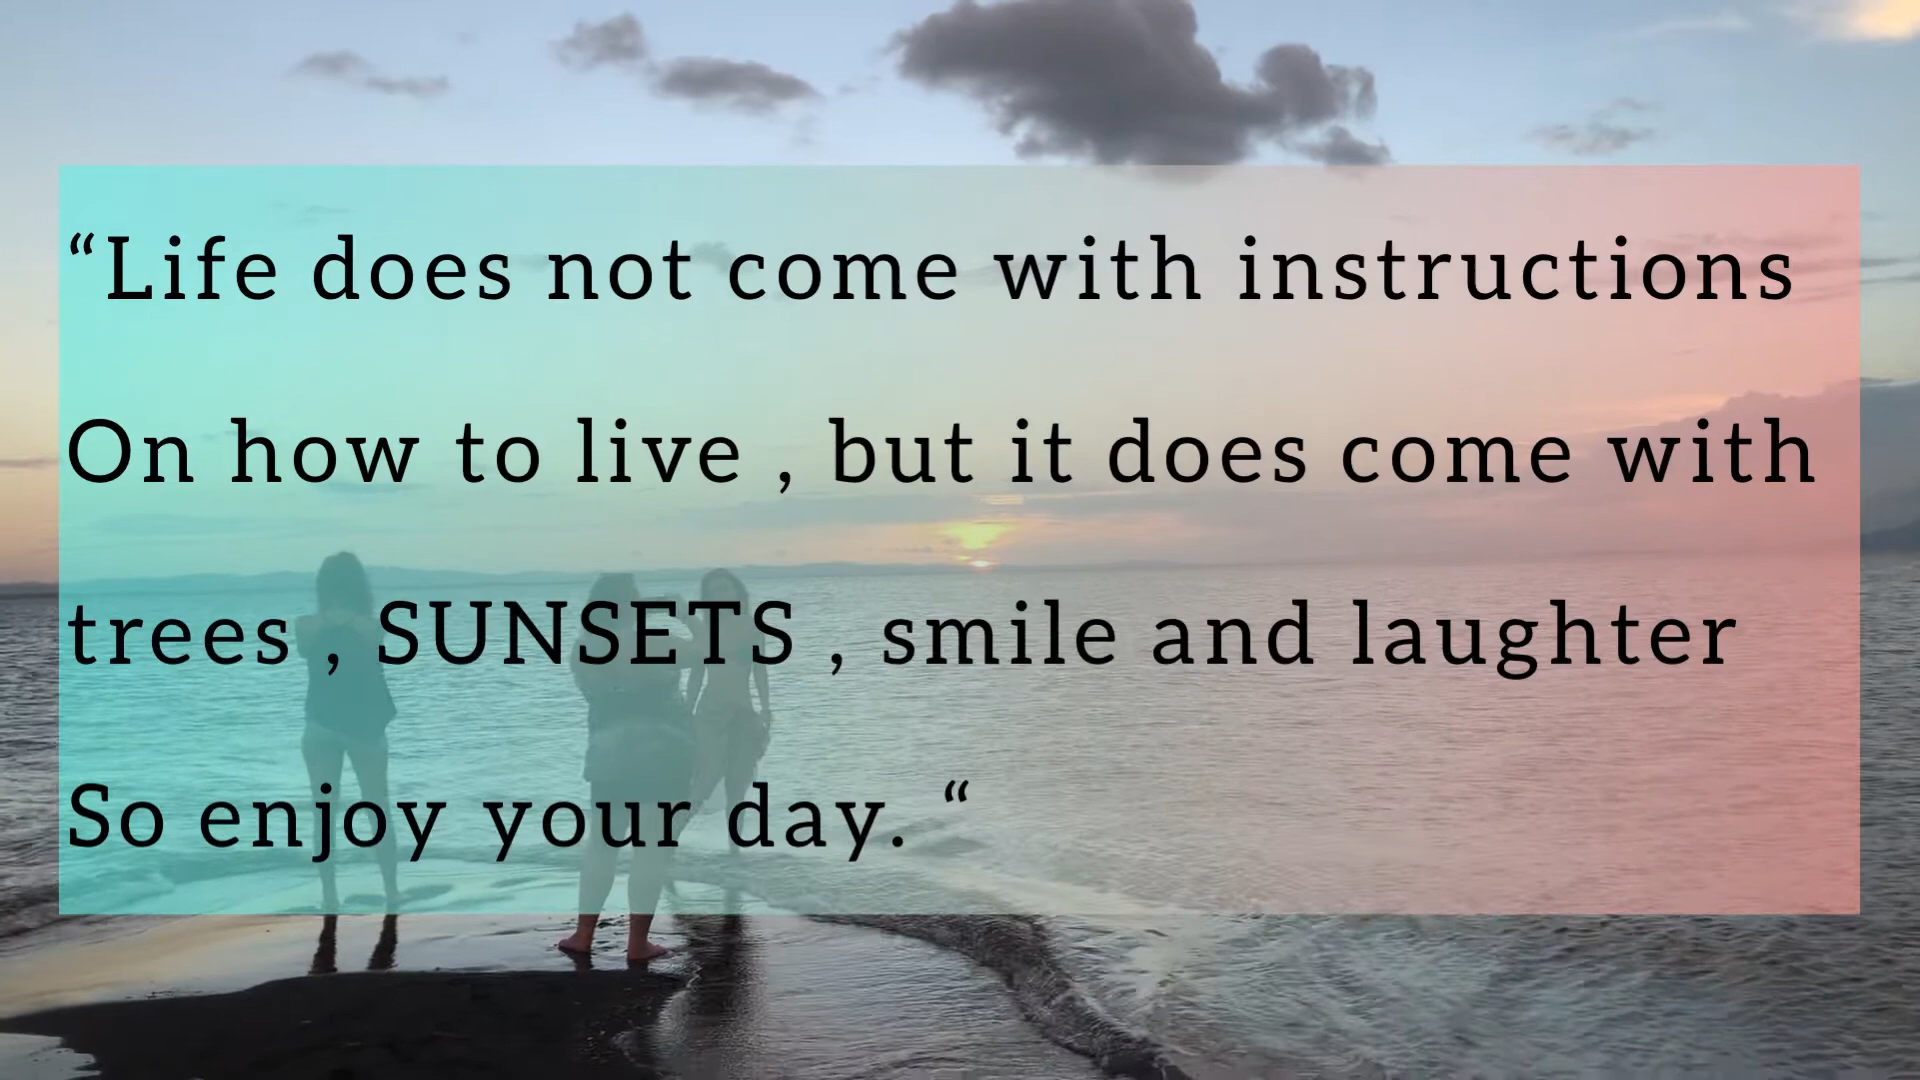 “Life does not come with instructions
On how to live , but it does come with
trees , SUNSETS , smile and laughter
So enjoy your day. “